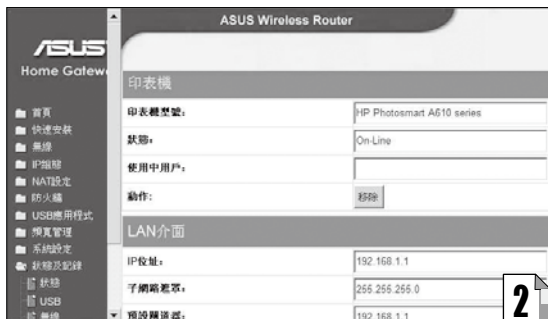 ASUS Wireless Router
ASUS
Home Gatew
首頁
快速安裝
無線
IP組態
NAT設定
防火牆
USB應用程式
頻寬管理
系統設定
狀態及記錄
狀態
USB
無線
印表機
印表機型號:
HP Photosmart A610 series
狀態:
On-Line
使用中用戶:
動作:
移除
LAN介面
IP位址:
192.168.1.1
子網路遮罩:
255.255.255.0
預設閘道器:
192.168.1.1
2